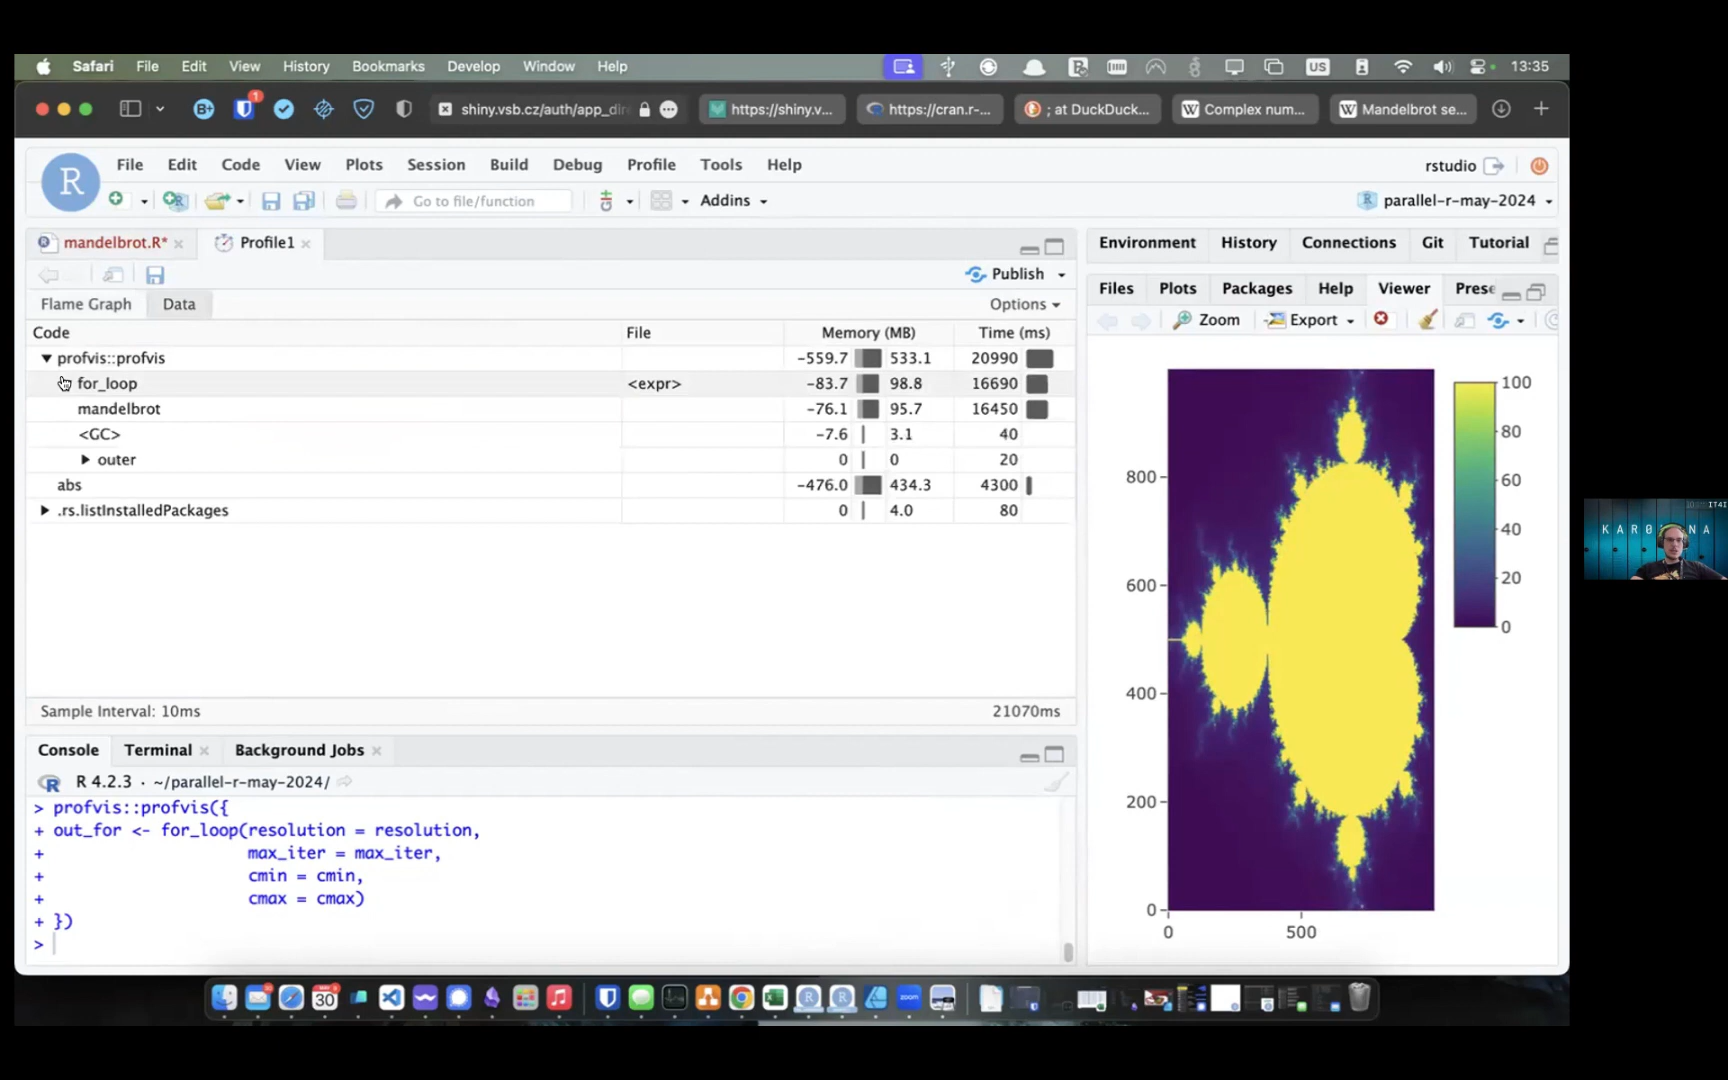 Safari File Edit View History Bookmarks Develop Window Help US 13:35
B+ 1 shiny.vsb.cz/auth/app_dir https://shiny.v... https://cran.r-... ; at DuckDuck... W Complex num... W Mandelbrot se...
R File Edit Code View Plots Session Build Debug Profile Tools Help rstudio
Go to file/function Addins parallel-r-may-2024
mandelbrot.R* Profile1
Publish
Flame Graph Data Options
Code File Memory (MB) Time (ms)
profvis::profvis -559.7 533.1 20990
for_loop <expr> -83.7 98.8 16690
mandelbrot -76.1 95.7 16450
<GC> -7.6 3.1 40
outer 0 0 20
abs -476.0 434.3 4300
.rs.listInstalledPackages 0 4.0 80
Sample Interval: 10ms 21070ms
Console Terminal Background Jobs
R 4.2.3 · ~/parallel-r-may-2024/
> profvis::profvis({
+ out_for <- for_loop(resolution = resolution,
+ max_iter = max_iter,
+ cmin = cmin,
+ cmax = cmax)
+ })
>
Environment History Connections Git Tutorial
Files Plots Packages Help Viewer Prese
Zoom Export
100
80
60
40
20
0
800
600
400
200
0
0 500
IT4I
KAR NA
30
zoom